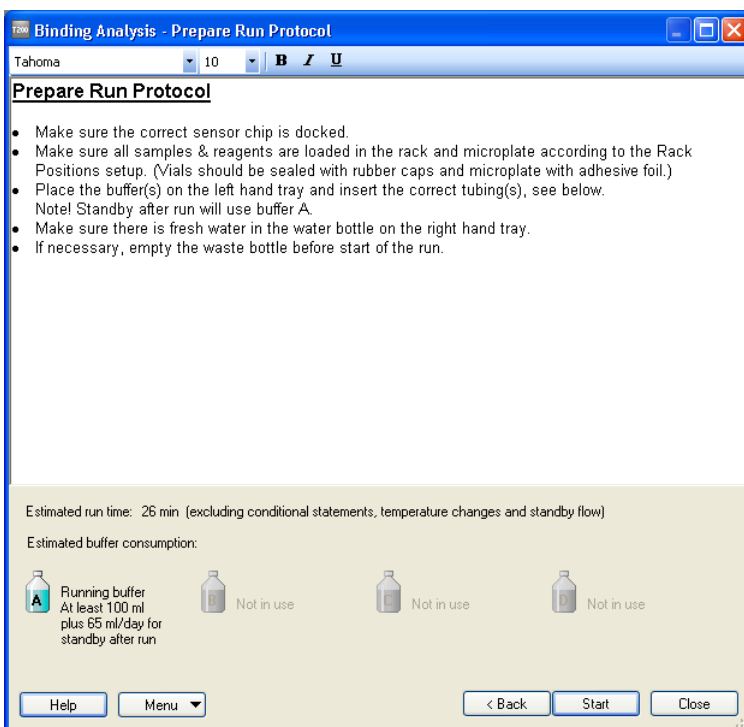 T200 Binding Analysis - Prepare Run Protocol
Tahoma 10 B I U
Prepare Run Protocol
• Make sure the correct sensor chip is docked.
• Make sure all samples & reagents are loaded in the rack and microplate according to the Rack
Positions setup. (Vials should be sealed with rubber caps and microplate with adhesive foil.)
• Place the buffer(s) on the left hand tray and insert the correct tubing(s), see below.
Note! Standby after run will use buffer A.
• Make sure there is fresh water in the water bottle on the right hand tray.
• If necessary, empty the waste bottle before start of the run.
Estimated run time: 26 min (excluding conditional statements, temperature changes and standby flow)
Estimated buffer consumption:
A
Running buffer
At least 100 ml
plus 65 ml/day for
standby after run
B Not in use
C Not in use
D Not in use
Help Menu < Back Start Close